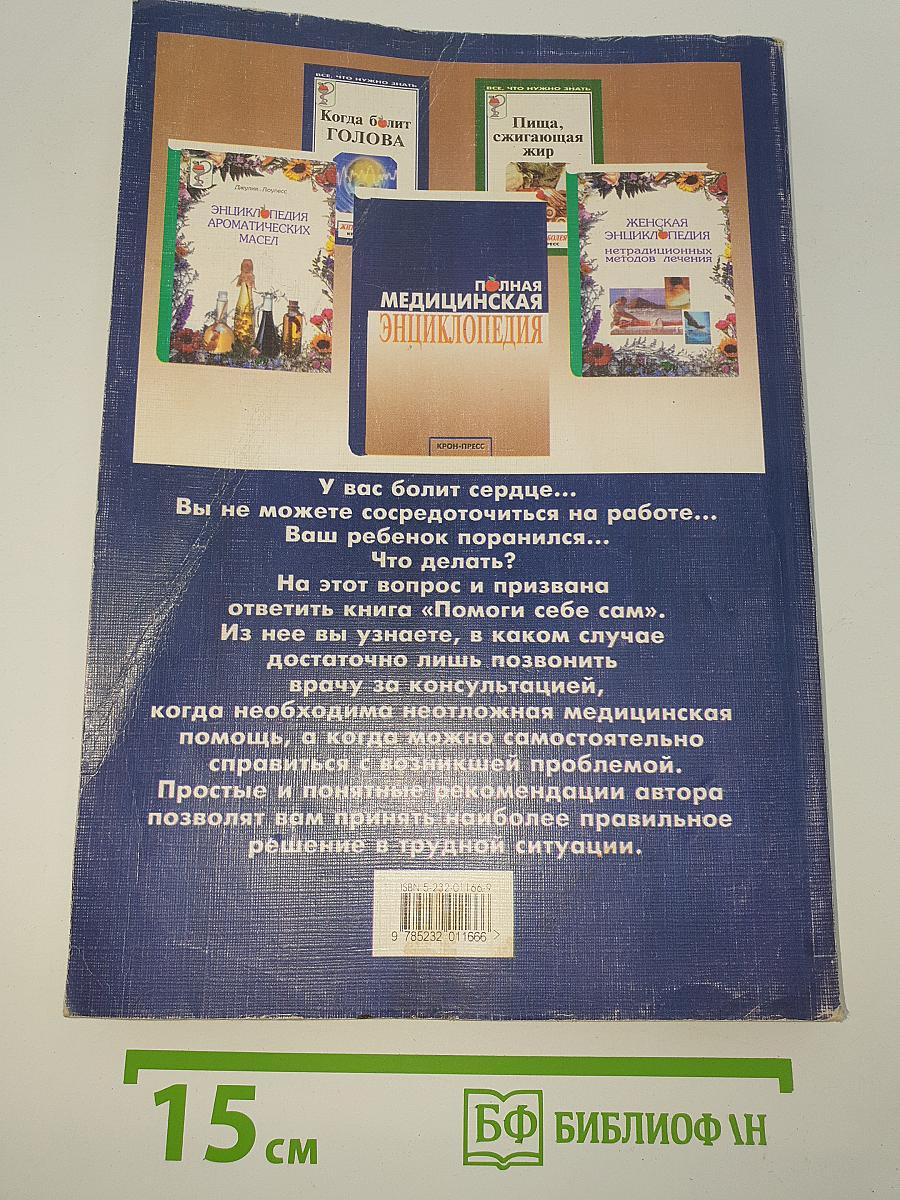 ВСЕ, ЧТО НУЖНО ЗНАТЬ
Когда болит
ГОЛОВА
ВСЕ, ЧТО НУЖНО ЗНАТЬ
Пища,
сжигающая
жир
Джулия Лоулесс
ЭНЦИКЛОПЕДИЯ
АРОМАТИЧЕСКИХ
МАСЕЛ
ПОЛНАЯ
МЕДИЦИНСКАЯ
ЭНЦИКЛОПЕДИЯ
КРОН-ПРЕСС
ЖЕНСКАЯ
ЭНЦИКЛОПЕДИЯ
нетрадиционных
методов лечения
У вас болит сердце...
Вы не можете сосредоточиться на работе...
Ваш ребенок поранился...
Что делать?
На этот вопрос и призвана
ответить книга «Помоги себе сам».
Из нее вы узнаете, в каком случае
достаточно лишь позвонить
врачу за консультацией,
когда необходима неотложная медицинская
помощь, а когда можно самостоятельно
справиться с возникшей проблемой.
Простые и понятные рекомендации автора
позволят вам принять наиболее правильное
решение в трудной ситуации.
ISBN 5-232-01166-9
9 785232 011666 >
15 см
БФ БИБЛИОФАН